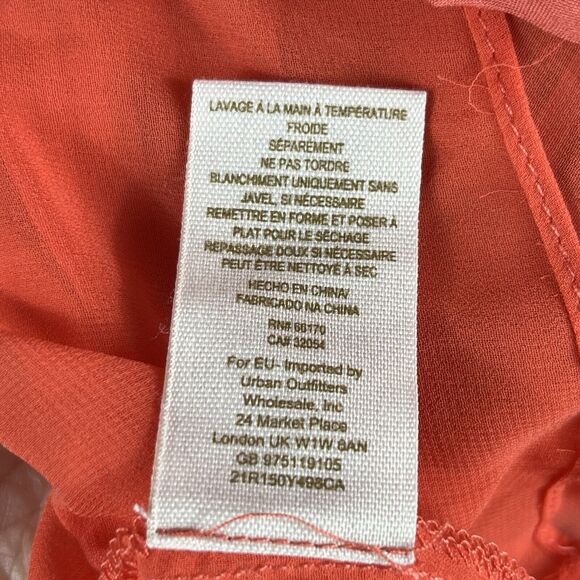 LAVAGE À LA MAIN À TEMPÉRATURE
FROIDE
SÉPARÉMENT
NE PAS TORDRE
BLANCHIMENT UNIQUEMENT SANS
JAVEL, SI NÉCESSAIRE
REMETTRE EN FORME ET POSER À
PLAT POUR LE SÉCHAGE
REPASSAGE DOUX SI NÉCESSAIRE
PEUT ÊTRE NETTOYÉ À SEC
HECHO EN CHINA/
FABRICADO NA CHINA
RN# 66170
CA# 32054
For EU- Imported by
Urban Outfitters
Wholesale, Inc
24 Market Place
London UK W1W 8AN
GB 975119105
21R150Y498CA